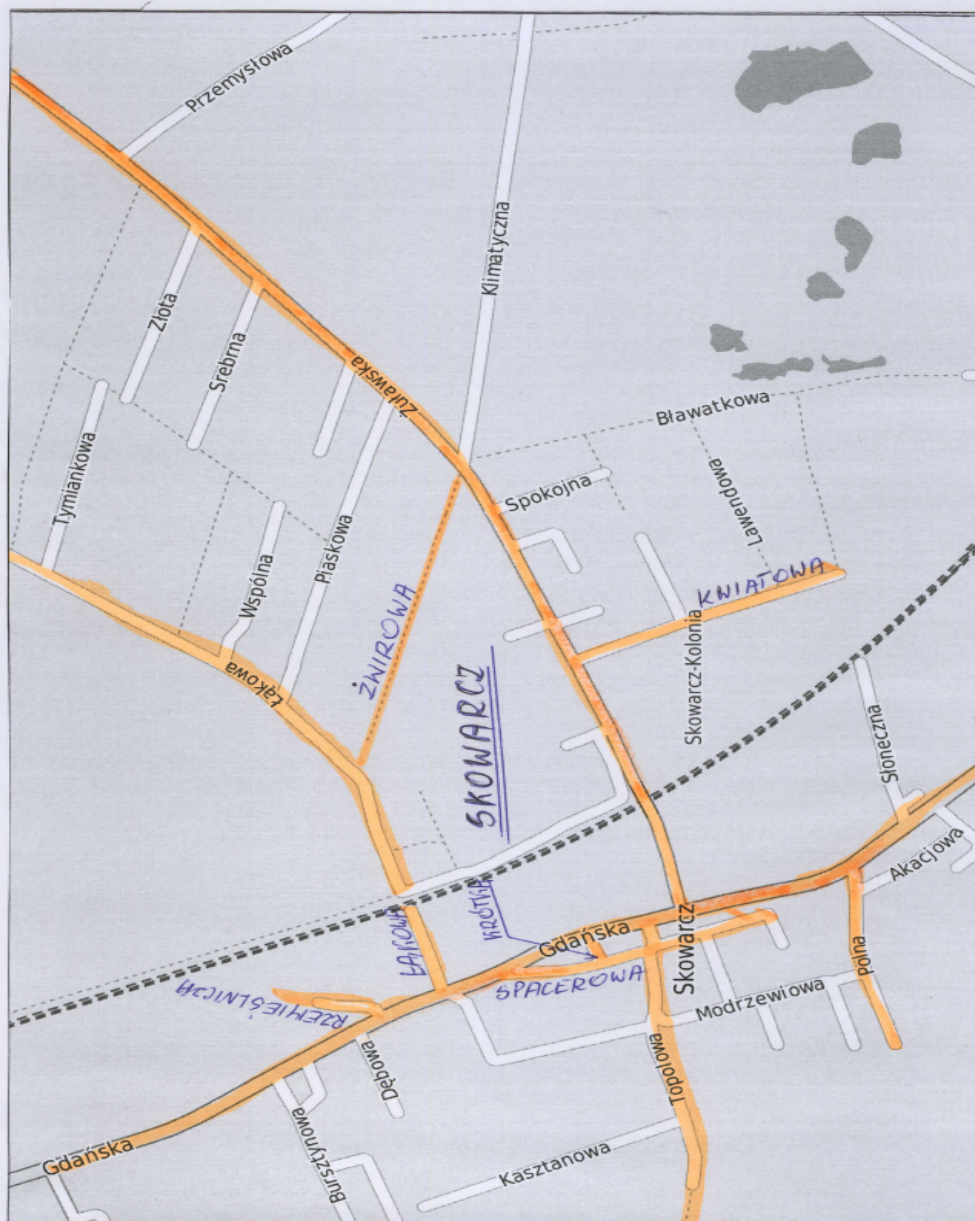 Przemysłowa
Klimatyczna
Złota
Srebrna
Żuławska
Bławatkowa
Tymiankowa
Spokojna
Lawendowa
Piaskowa
Wspólna
ŻWIROWA
KWIATOWA
Łąkowa
Skowarcz-Kolonia
SKOWARCZ
Słoneczna
Akacjowa
KRÓTKA
ŁĄKOWA
Gdańska
Skowarcz
Polna
SPACEROWA
RZEMIEŚLNICZA
Modrzewiowa
Dębowa
Topolowa
Gdańska
Bursztynowa
Kasztanowa